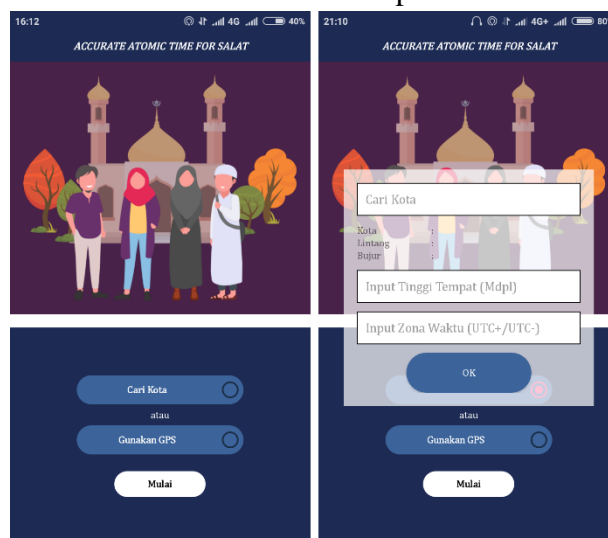 16:12 4G 40%
ACCURATE ATOMIC TIME FOR SALAT
Cari Kota
atau
Gunakan GPS
Mulai
21:10 4G+ 80%
ACCURATE ATOMIC TIME FOR SALAT
Cari Kota
Kota :
Lintang :
Bujur :
Input Tinggi Tempat (Mdpl)
Input Zona Waktu (UTC+/UTC-)
OK
atau
Gunakan GPS
Mulai